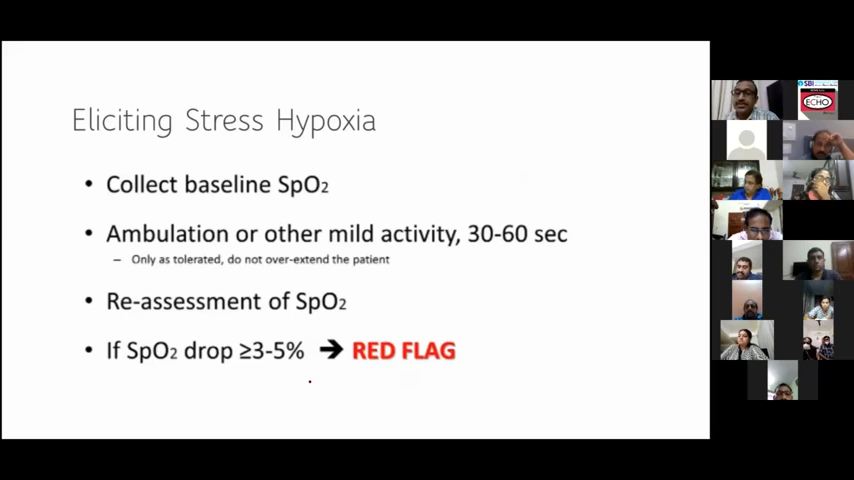 Eliciting Stress Hypoxia
• Collect baseline SpO2
• Ambulation or other mild activity, 30-60 sec
– Only as tolerated, do not over-extend the patient
• Re-assessment of SpO2
• If SpO2 drop ≥3-5% → RED FLAG
SBI
ECHO